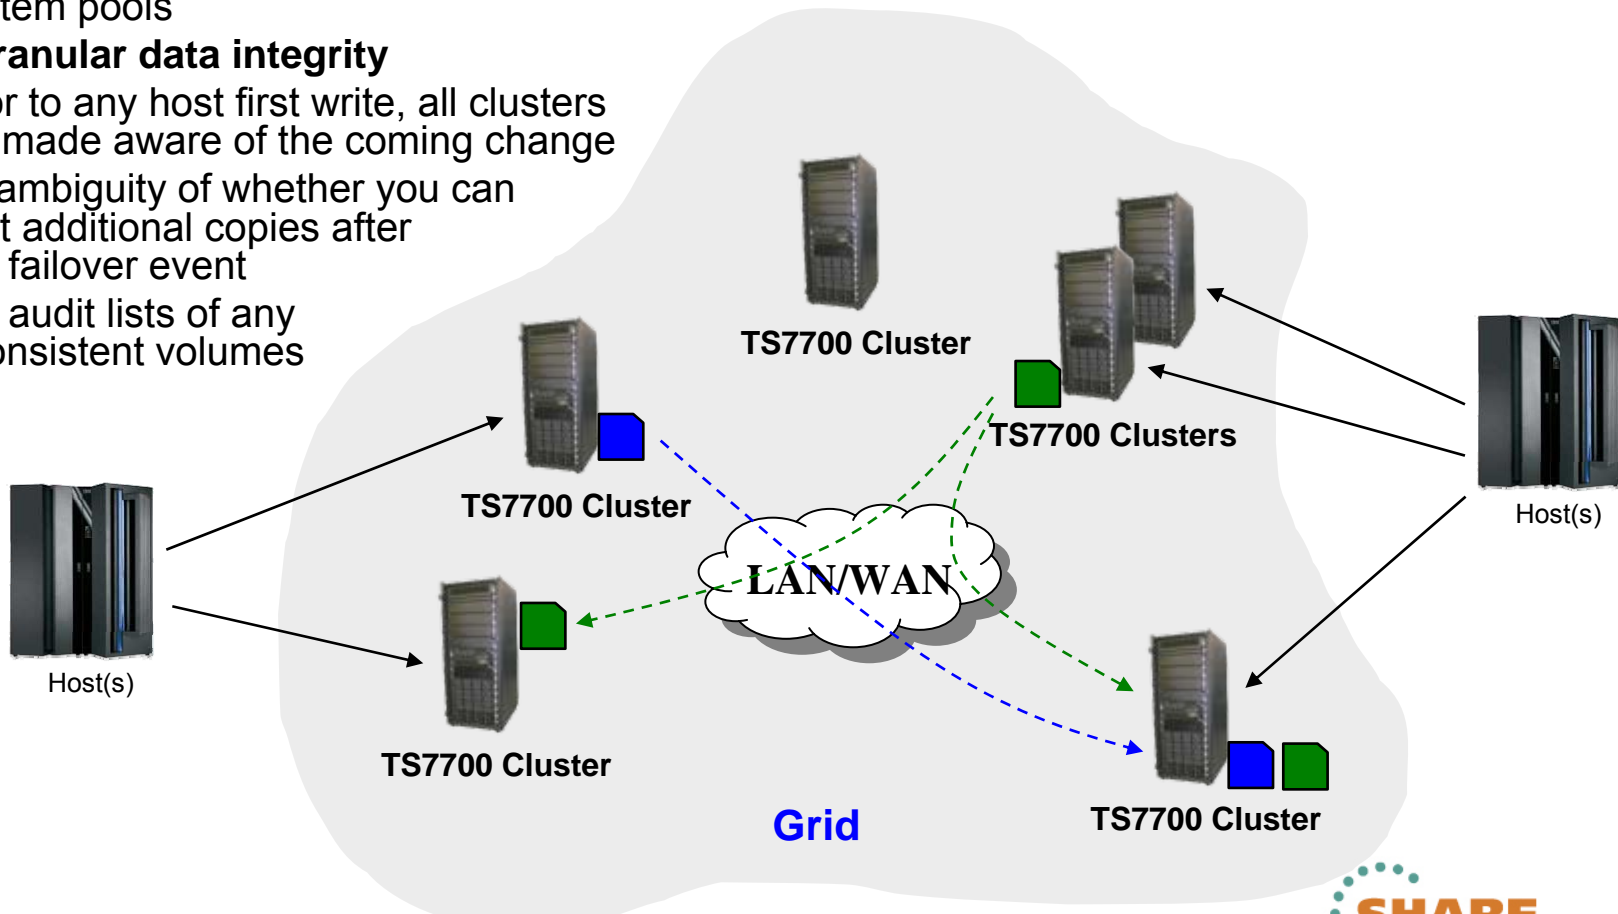 tem pools
ranular data integrity
or to any host first write, all clusters
made aware of the coming change
ambiguity of whether you can
t additional copies after
failover event
audit lists of any
onsistent volumes
TS7700 Cluster
TS7700 Clusters
TS7700 Cluster
Host(s)
LAN/WAN
Host(s)
TS7700 Cluster
TS7700 Cluster
Grid
SHARE